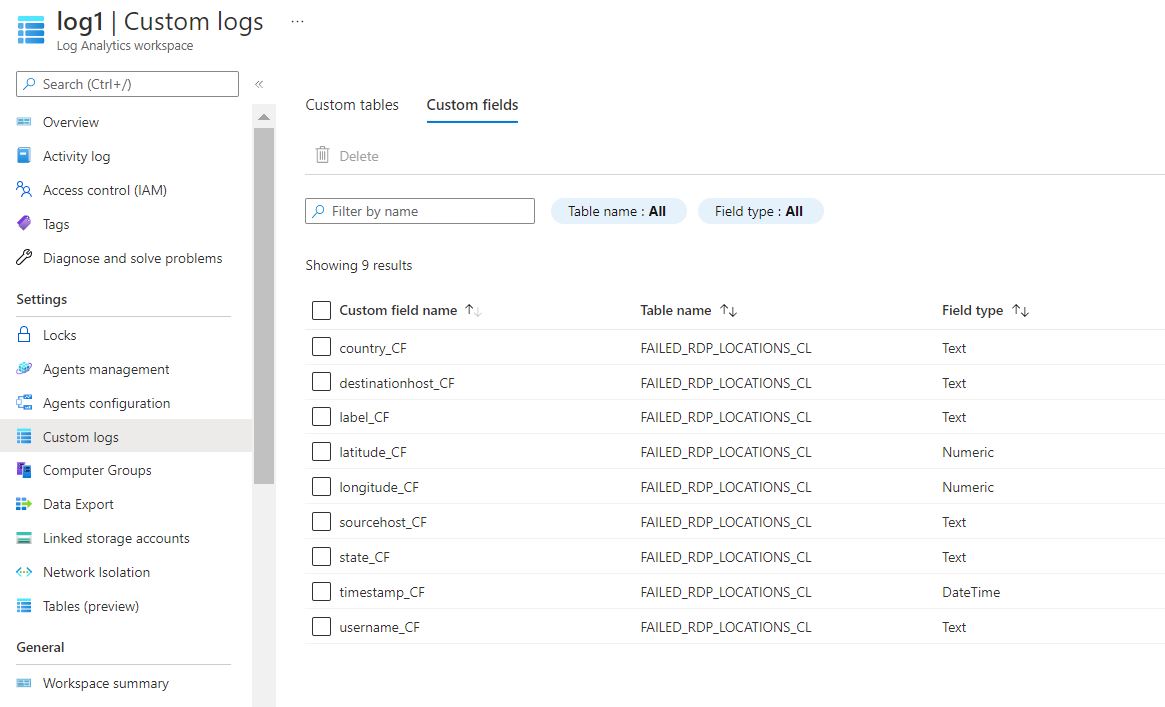 log1 | Custom logs ...
Log Analytics workspace
Search (Ctrl+/)
«
Overview
Activity log
Access control (IAM)
Tags
Diagnose and solve problems
Settings
Locks
Agents management
Agents configuration
Custom logs
Computer Groups
Data Export
Linked storage accounts
Network Isolation
Tables (preview)
General
Workspace summary
Custom tables Custom fields
Delete
Filter by name Table name : All Field type : All
Showing 9 results
Custom field name ↑↓ Table name ↑↓ Field type ↑↓
country_CF FAILED_RDP_LOCATIONS_CL Text
destinationhost_CF FAILED_RDP_LOCATIONS_CL Text
label_CF FAILED_RDP_LOCATIONS_CL Text
latitude_CF FAILED_RDP_LOCATIONS_CL Numeric
longitude_CF FAILED_RDP_LOCATIONS_CL Numeric
sourcehost_CF FAILED_RDP_LOCATIONS_CL Text
state_CF FAILED_RDP_LOCATIONS_CL Text
timestamp_CF FAILED_RDP_LOCATIONS_CL DateTime
username_CF FAILED_RDP_LOCATIONS_CL Text